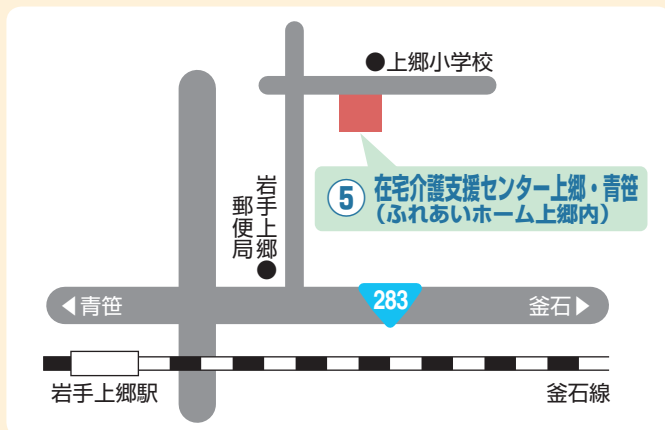 ●上郷小学校
⑤ 在宅介護支援センター上郷・青笹
(ふれあいホーム上郷内)
岩手上郷
郵便局
◀青笹
283
釜石▶
岩手上郷駅
釜石線